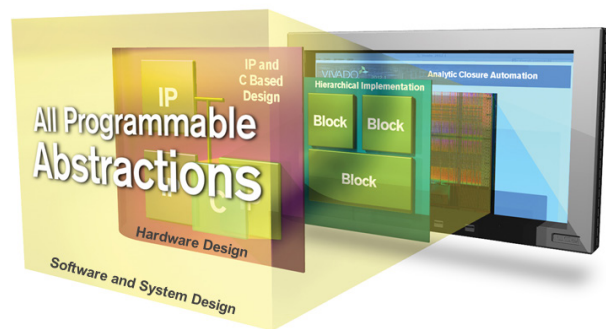 IP and
C Based
Design
IP
All Programmable
Abstractions
C
Hardware Design
Software and System Design
VIVADO
Analytic Closure Automation
Hierarchical Implementation
Block
Block
Block